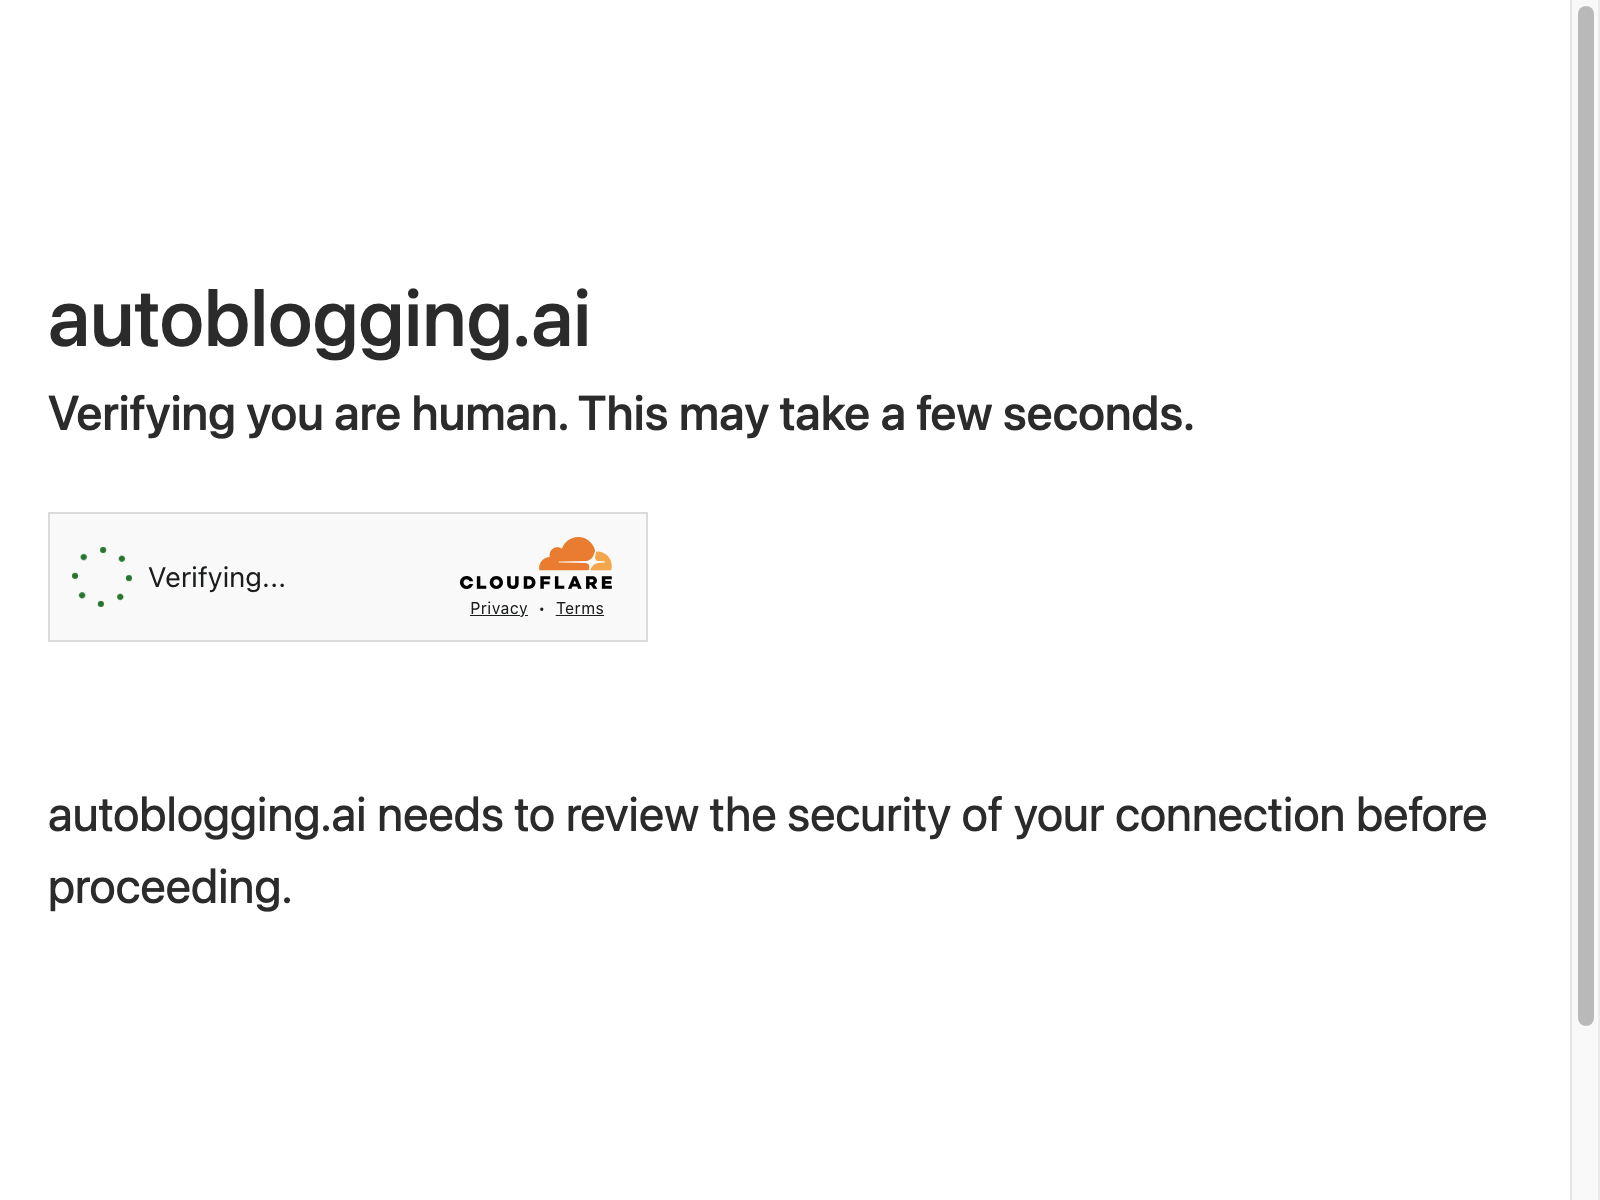 autoblogging.ai
Verifying you are human. This may take a few seconds.
Verifying...
CLOUDFLARE
Privacy • Terms
autoblogging.ai needs to review the security of your connection before
proceeding.